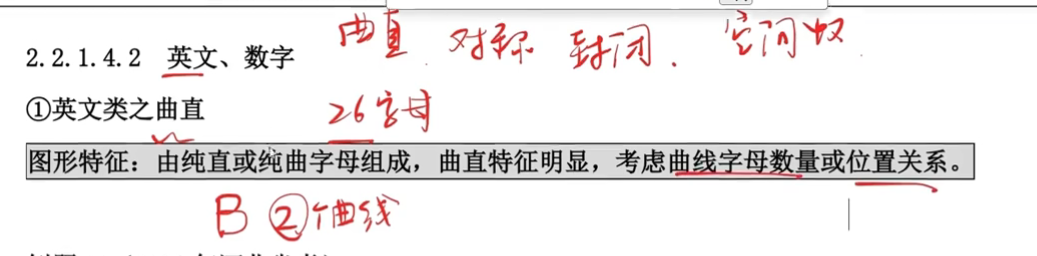 曲直 对称 封闭. 空间
2.2.1.4.2 英文、数字
①英文类之曲直
26字母
图形特征：由纯直或纯曲字母组成，曲直特征明显，考虑曲线字母数量或位置关系。
B ②个曲线